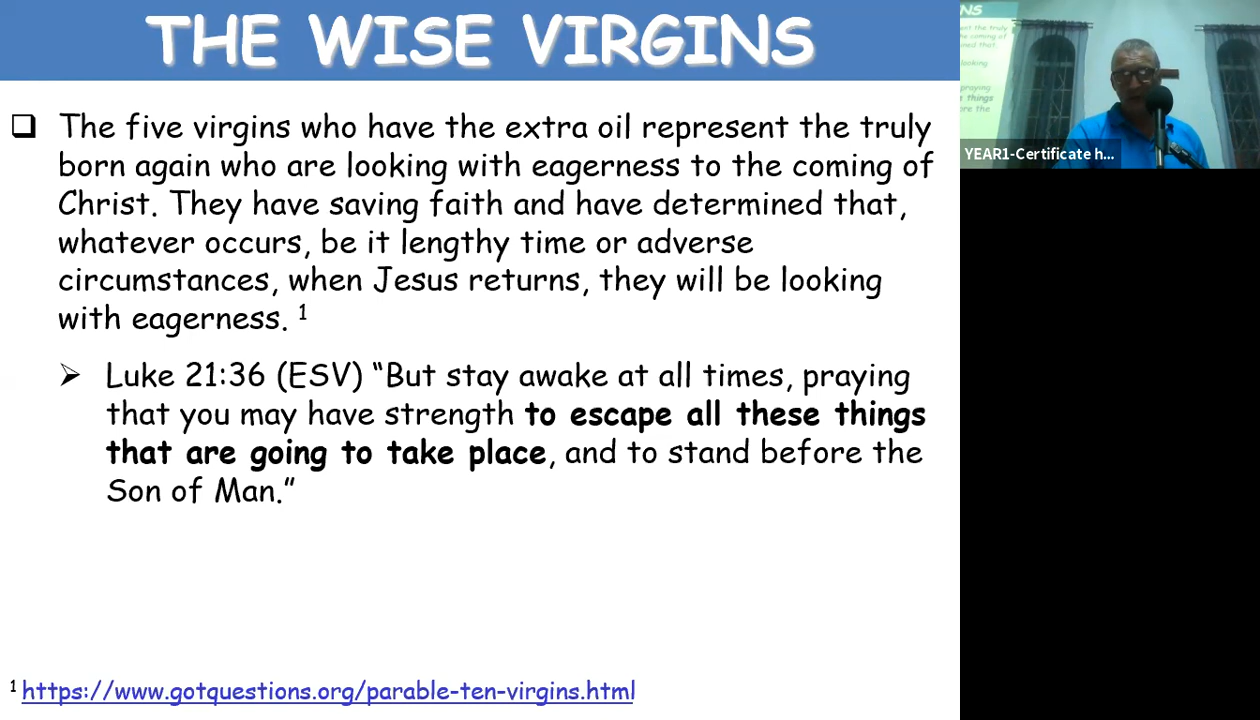 THE WISE VIRGINS
❑ The five virgins who have the extra oil represent the truly
born again who are looking with eagerness to the coming of
Christ. They have saving faith and have determined that,
whatever occurs, be it lengthy time or adverse
circumstances, when Jesus returns, they will be looking
with eagerness. 1
➢ Luke 21:36 (ESV) “But stay awake at all times, praying
that you may have strength to escape all these things
that are going to take place, and to stand before the
Son of Man.”
1 https://www.gotquestions.org/parable-ten-virgins.html
YEAR1-Certificate h...